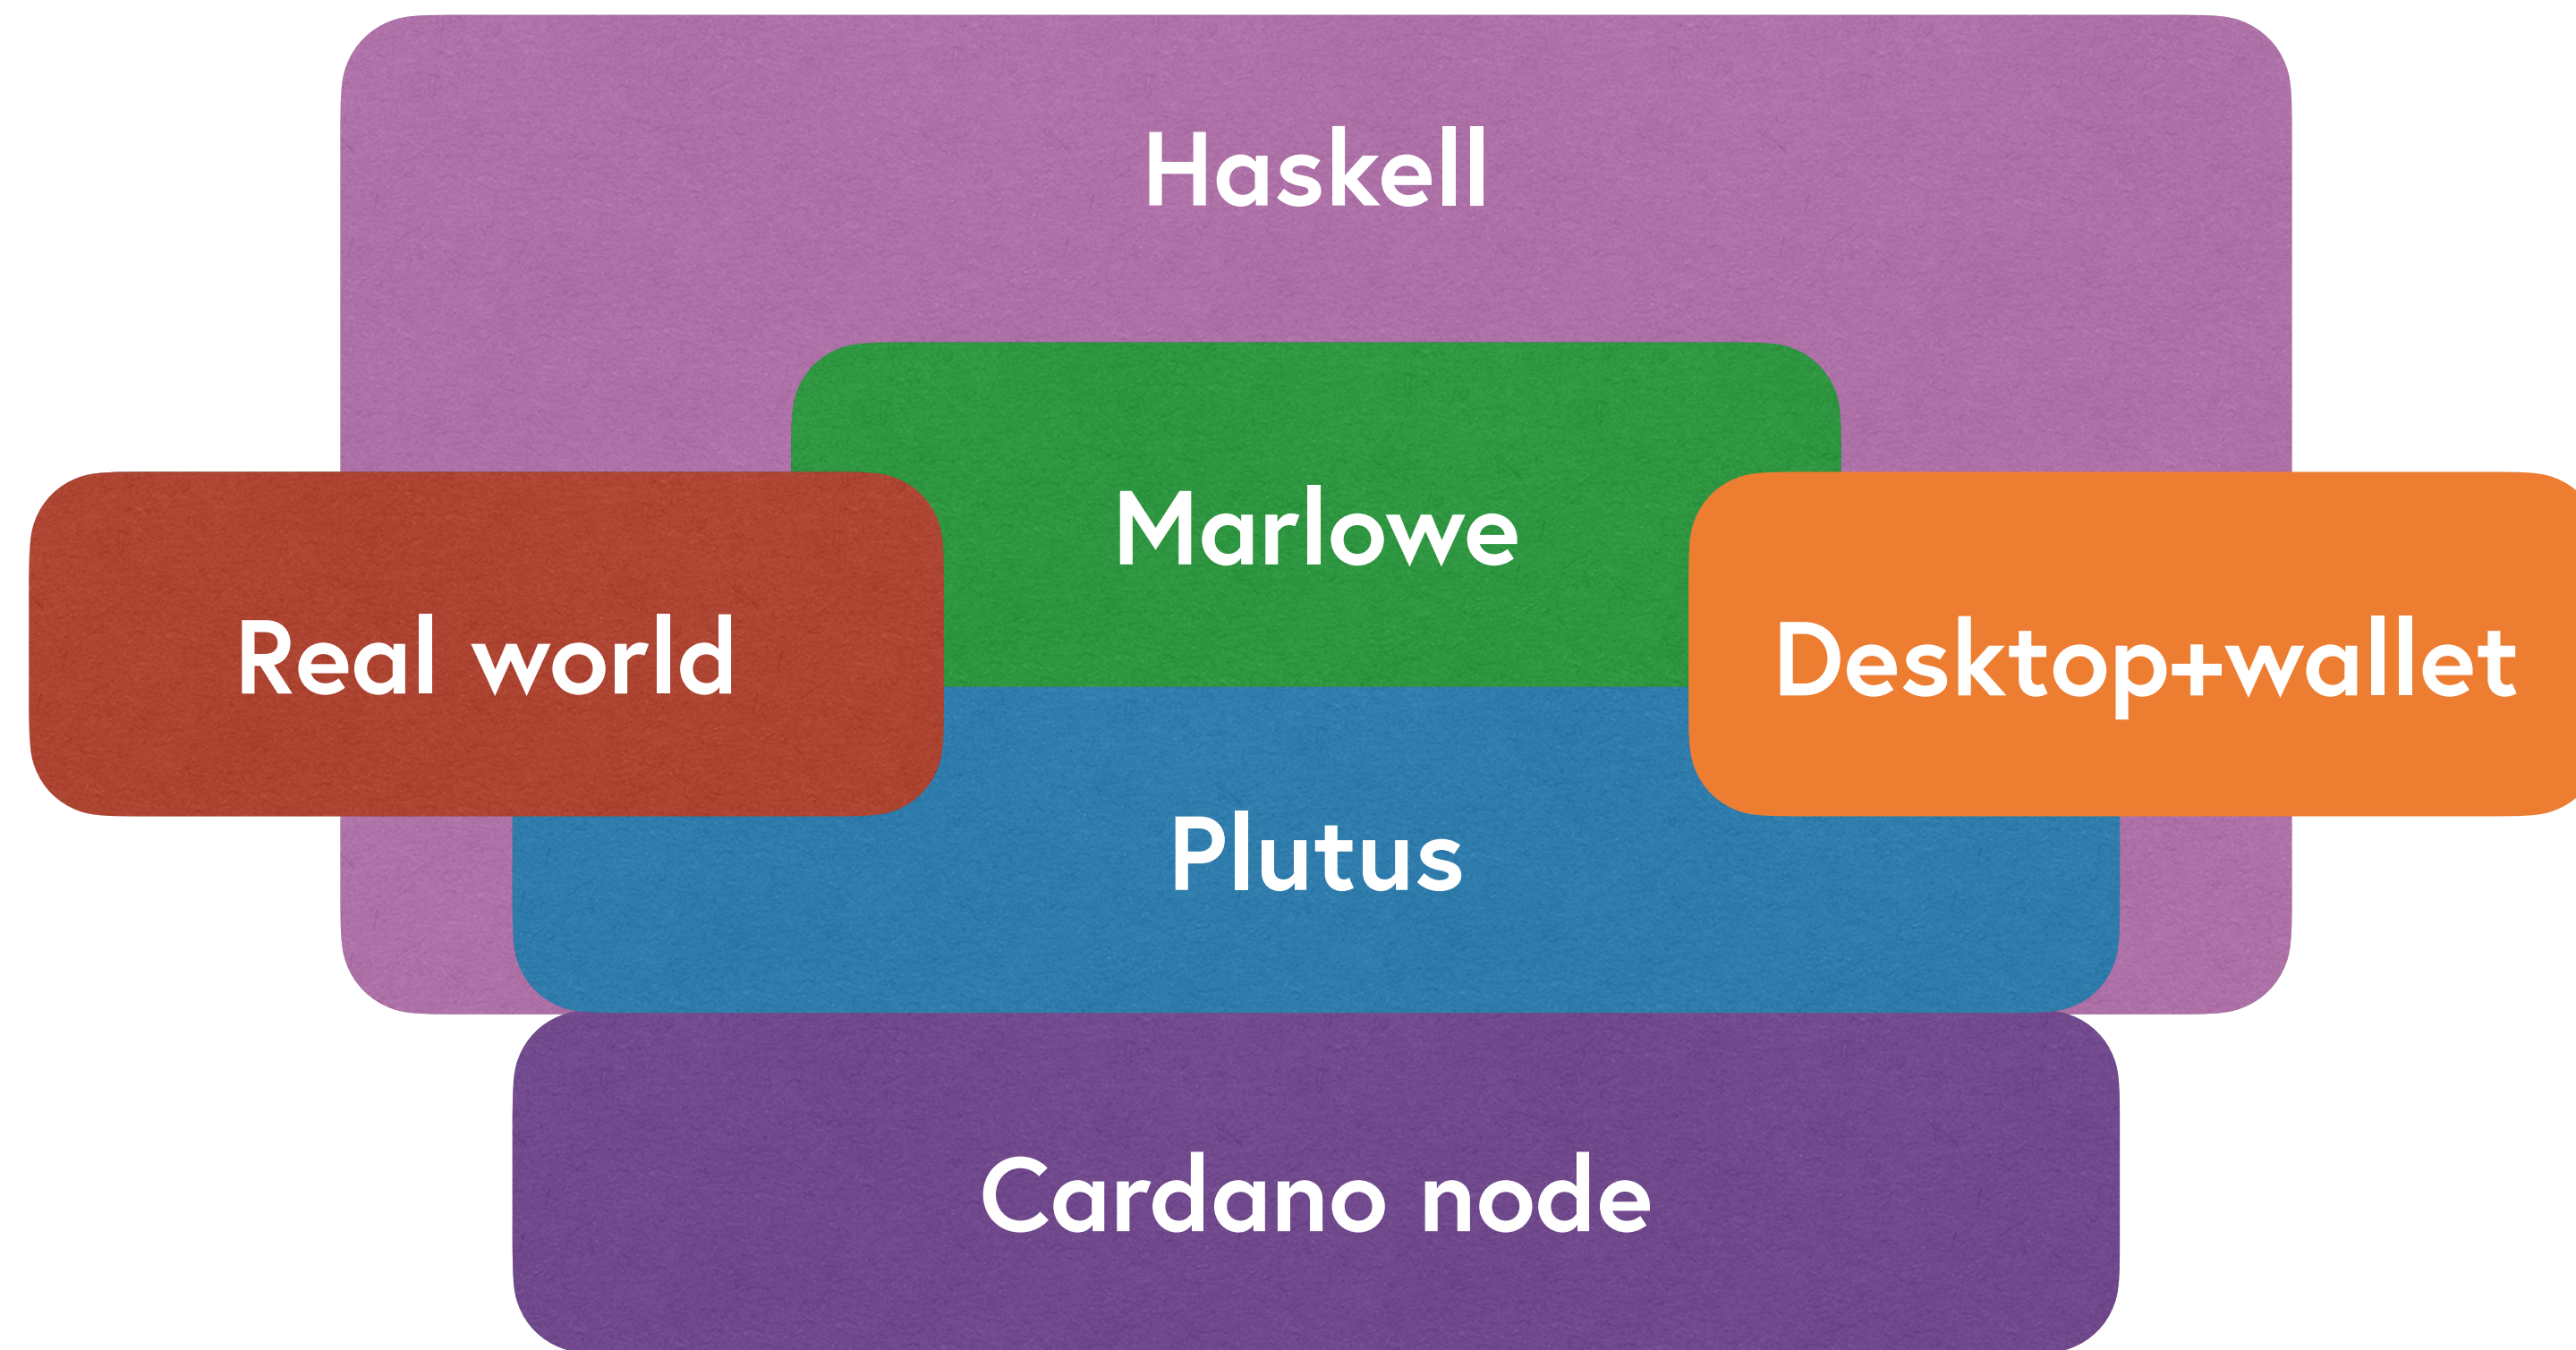 Haskell
Marlowe
Real world
Desktop+wallet
Plutus
Cardano node